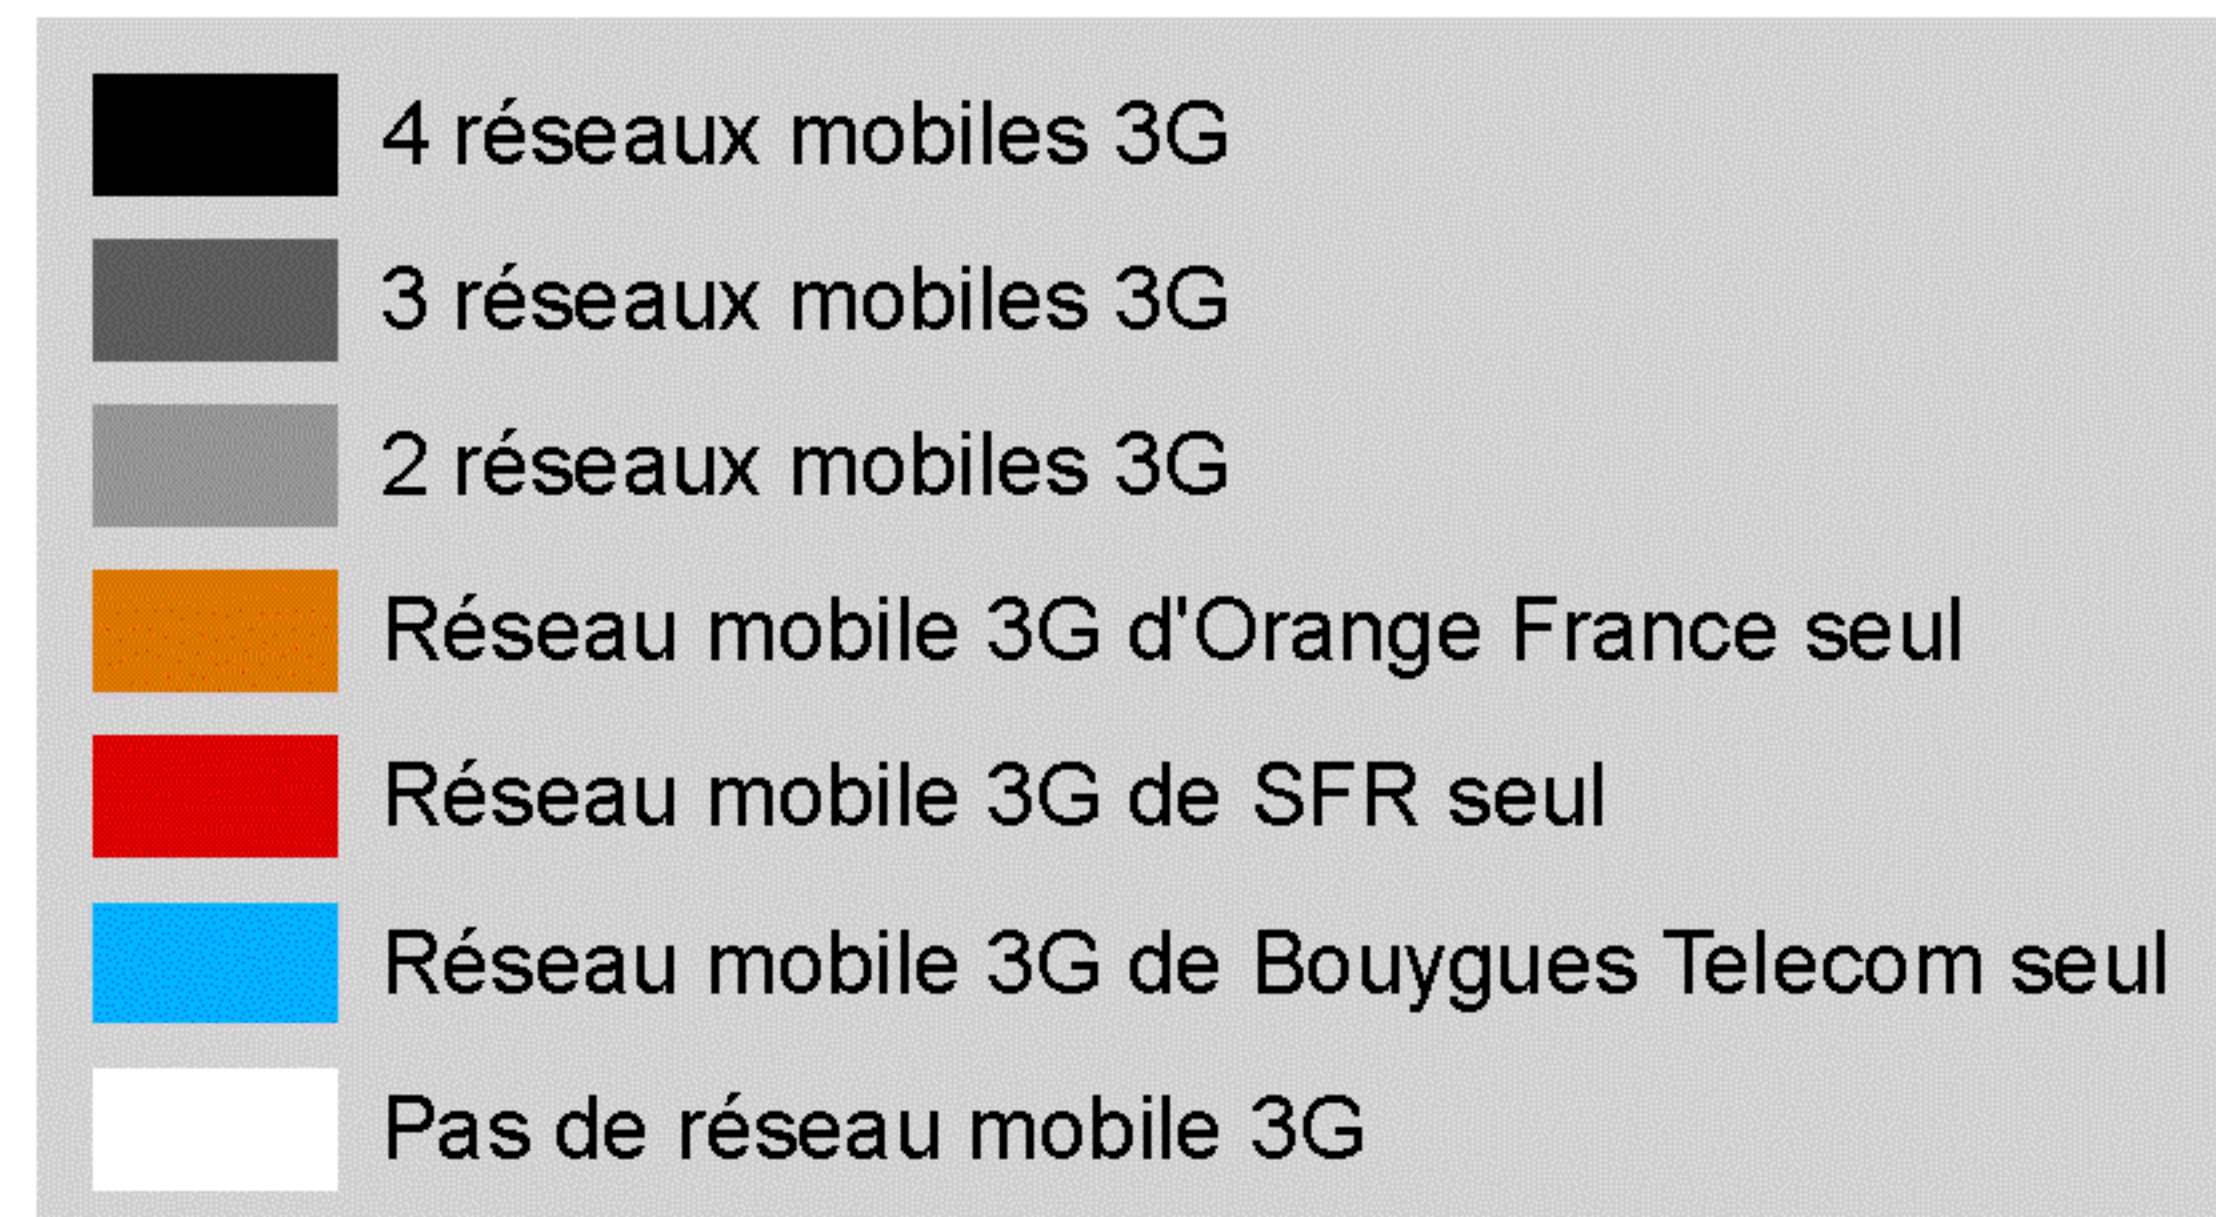 4 réseaux mobiles 3G
3 réseaux mobiles 3G
2 réseaux mobiles 3G
Réseau mobile 3G d'Orange France seul
Réseau mobile 3G de SFR seul
Réseau mobile 3G de Bouygues Telecom seul
Pas de réseau mobile 3G